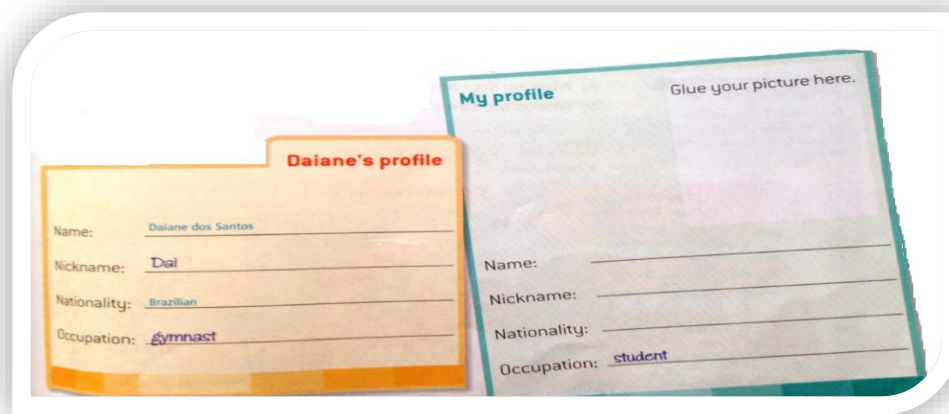 Daiane's profile
Name: Daiane dos Santos
Nickname: Dai
Nationality: Brazilian
Occupation: gymnast
My profile
Glue your picture here.
Name:
Nickname:
Nationality:
Occupation: student